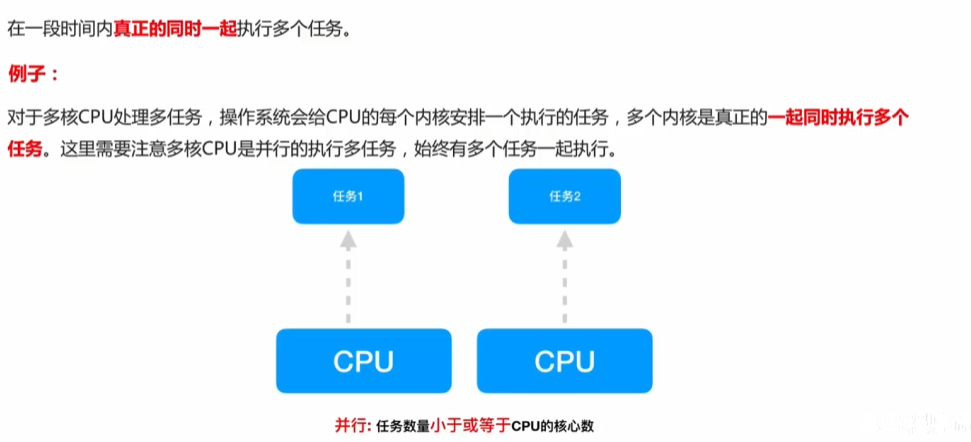 在一段时间内真正的同时一起执行多个任务。
例子：
对于多核CPU处理多任务，操作系统会给CPU的每个内核安排一个执行的任务，多个内核是真正的一起同时执行多个
任务。这里需要注意多核CPU是并行的执行多任务，始终有多个任务一起执行。
任务1
任务2
CPU
CPU
并行: 任务数量小于或等于CPU的核心数